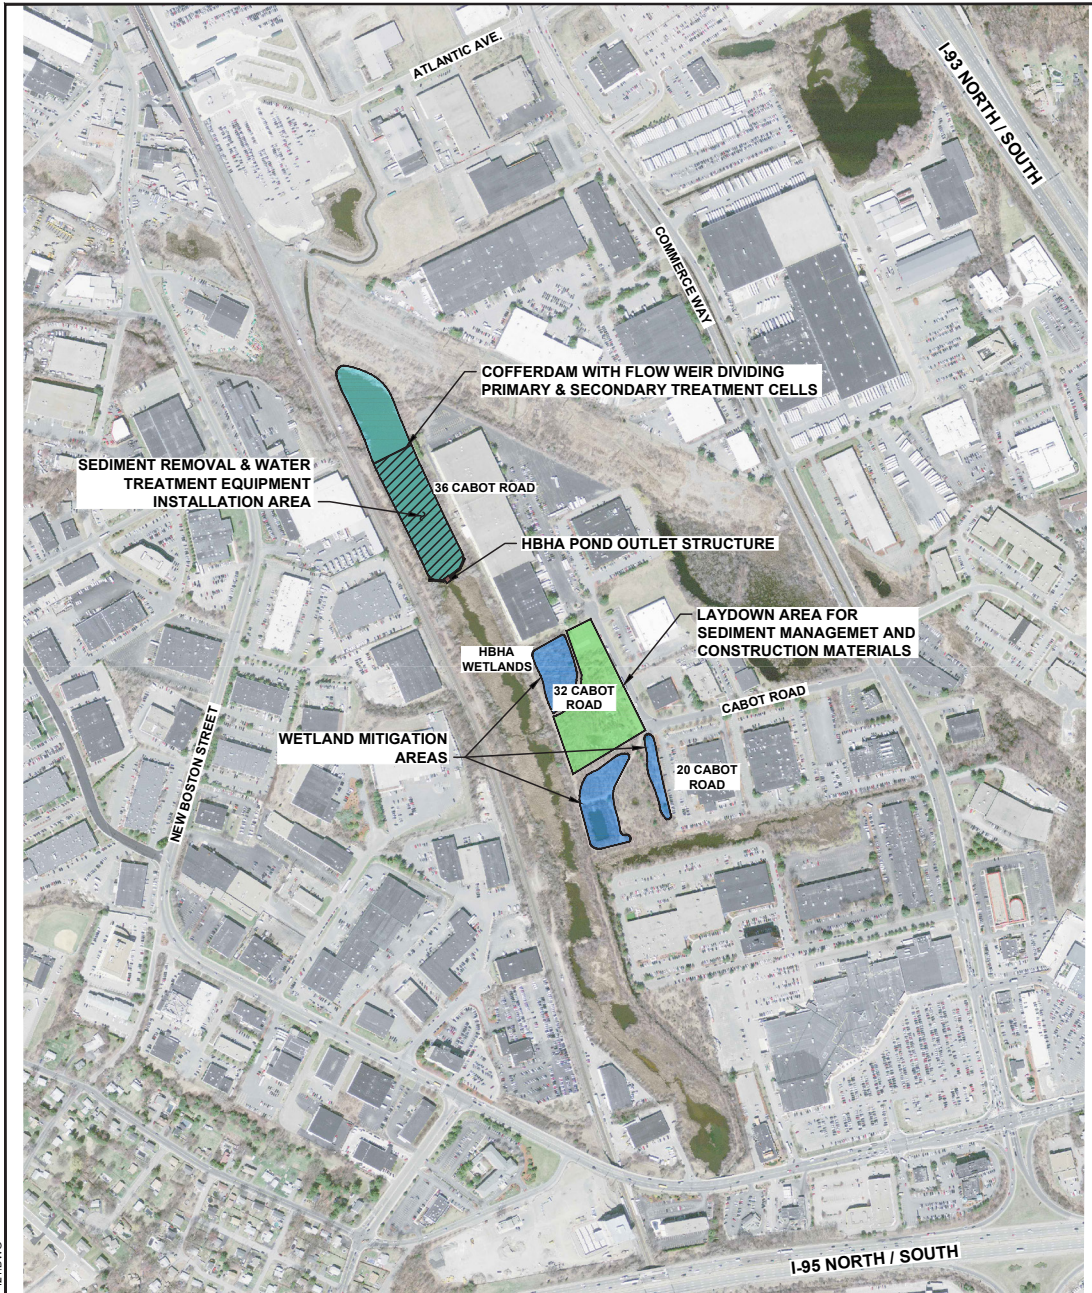 ATLANTIC AVE.
I-93 NORTH / SOUTH
COMMERCE WAY
COFFERDAM WITH FLOW WEIR DIVIDING
PRIMARY & SECONDARY TREATMENT CELLS
SEDIMENT REMOVAL & WATER
TREATMENT EQUIPMENT
INSTALLATION AREA
36 CABOT ROAD
HBHA POND OUTLET STRUCTURE
LAYDOWN AREA FOR
SEDIMENT MANAGEMET AND
CONSTRUCTION MATERIALS
HBHA
WETLANDS
32 CABOT
ROAD
CABOT ROAD
WETLAND MITIGATION
AREAS
20 CABOT
ROAD
NEW BOSTON STREET
I-95 NORTH / SOUTH